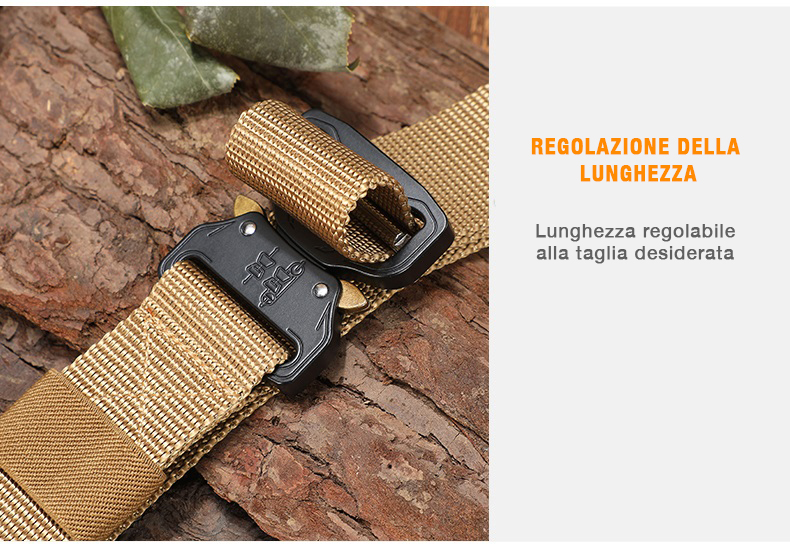 REGOLAZIONE DELLA
LUNGHEZZA
Lunghezza regolabile
alla taglia desiderata